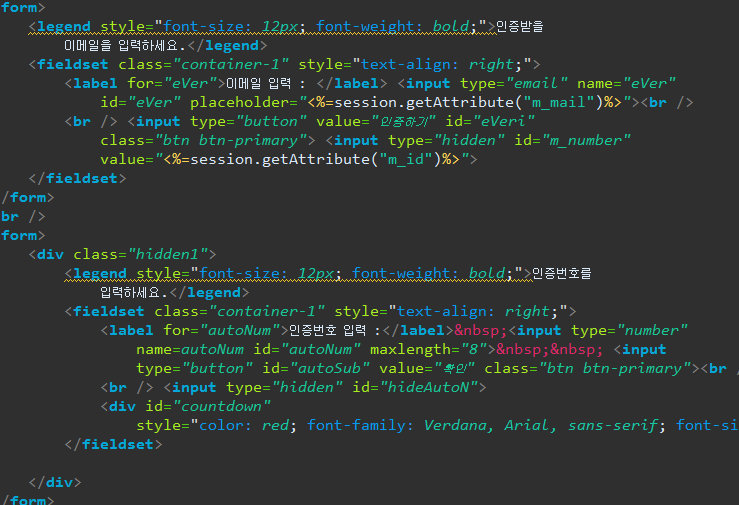 form>
<legend style="font-size: 12px; font-weight: bold;">인증받을
이메일을 입력하세요.</legend>
<fieldset class="container-1" style="text-align: right;">
<label for="eVer">이메일 입력 : </label> <input type="email" name="eVer"
id="eVer" placeholder="<%=session.getAttribute("m_mail")%>"><br />
<br /> <input type="button" value="인증하기" id="eVeri"
class="btn btn-primary"> <input type="hidden" id="m_number"
value="<%=session.getAttribute("m_id")%>">
</fieldset>
/form>
br />
form>
<div class="hidden1">
<legend style="font-size: 12px; font-weight: bold;">인증번호를
입력하세요.</legend>
<fieldset class="container-1" style="text-align: right;">
<label for="autoNum">인증번호 입력 :</label>&nbsp;<input type="number"
name=autoNum id="autoNum" maxlength="8">&nbsp;&nbsp; <input
type="button" id="autoSub" value="확인" class="btn btn-primary"><br /
<br /> <input type="hidden" id="hideAutoN">
<div id="countdown"
style="color: red; font-family: Verdana, Arial, sans-serif; font-si
</fieldset>
</div>
/form>